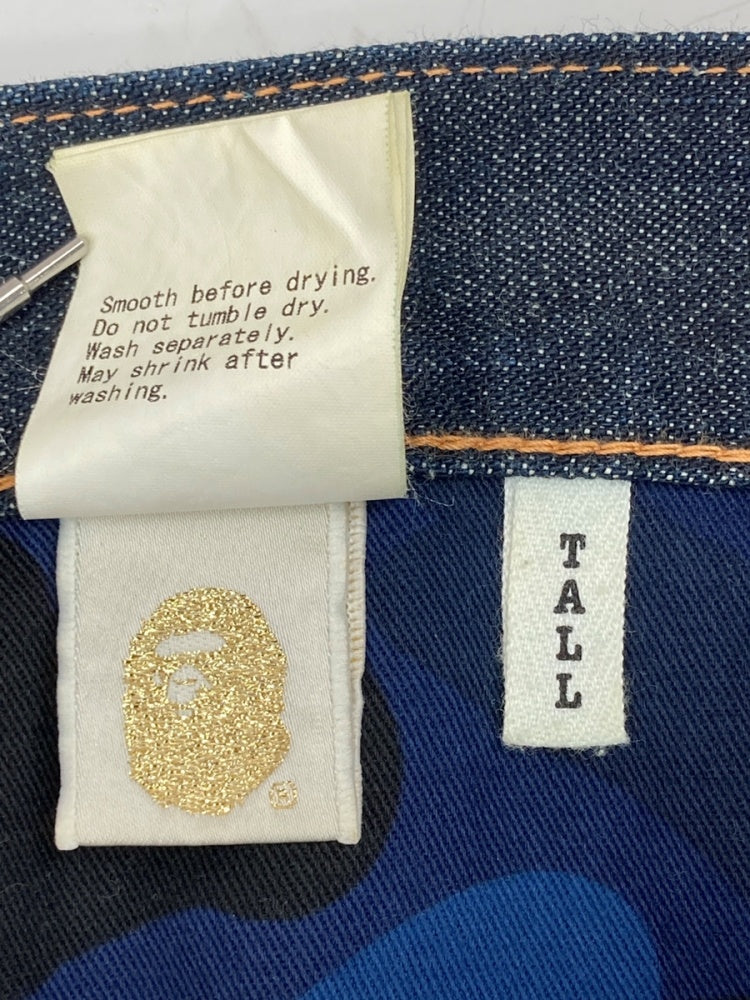 Smooth before drying.
Do not tumble dry.
Wash separately.
May shrink after
washing.
TALL